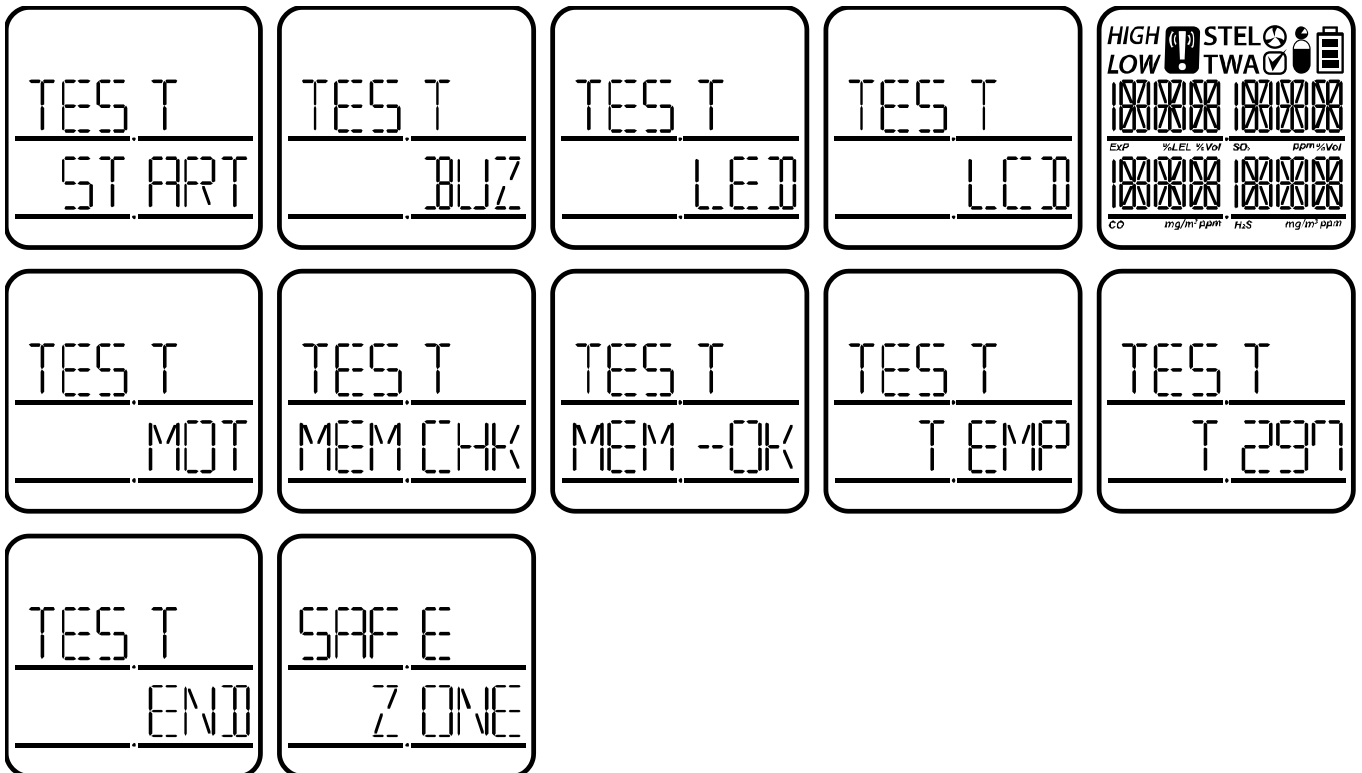 TEST
START
TEST
BUZ
TEST
LED
TEST
LCD
HIGH STEL
LOW TWA
ExP %LEL %Vol SO₂ ppm %Vol
CO mg/m³ ppm H₂S mg/m³ ppm
TEST
MOT
TEST
MEM CHK
TEST
MEM -OK
TEST
TEMP
TEST
T 297
TEST
END
SAFE
ZONE